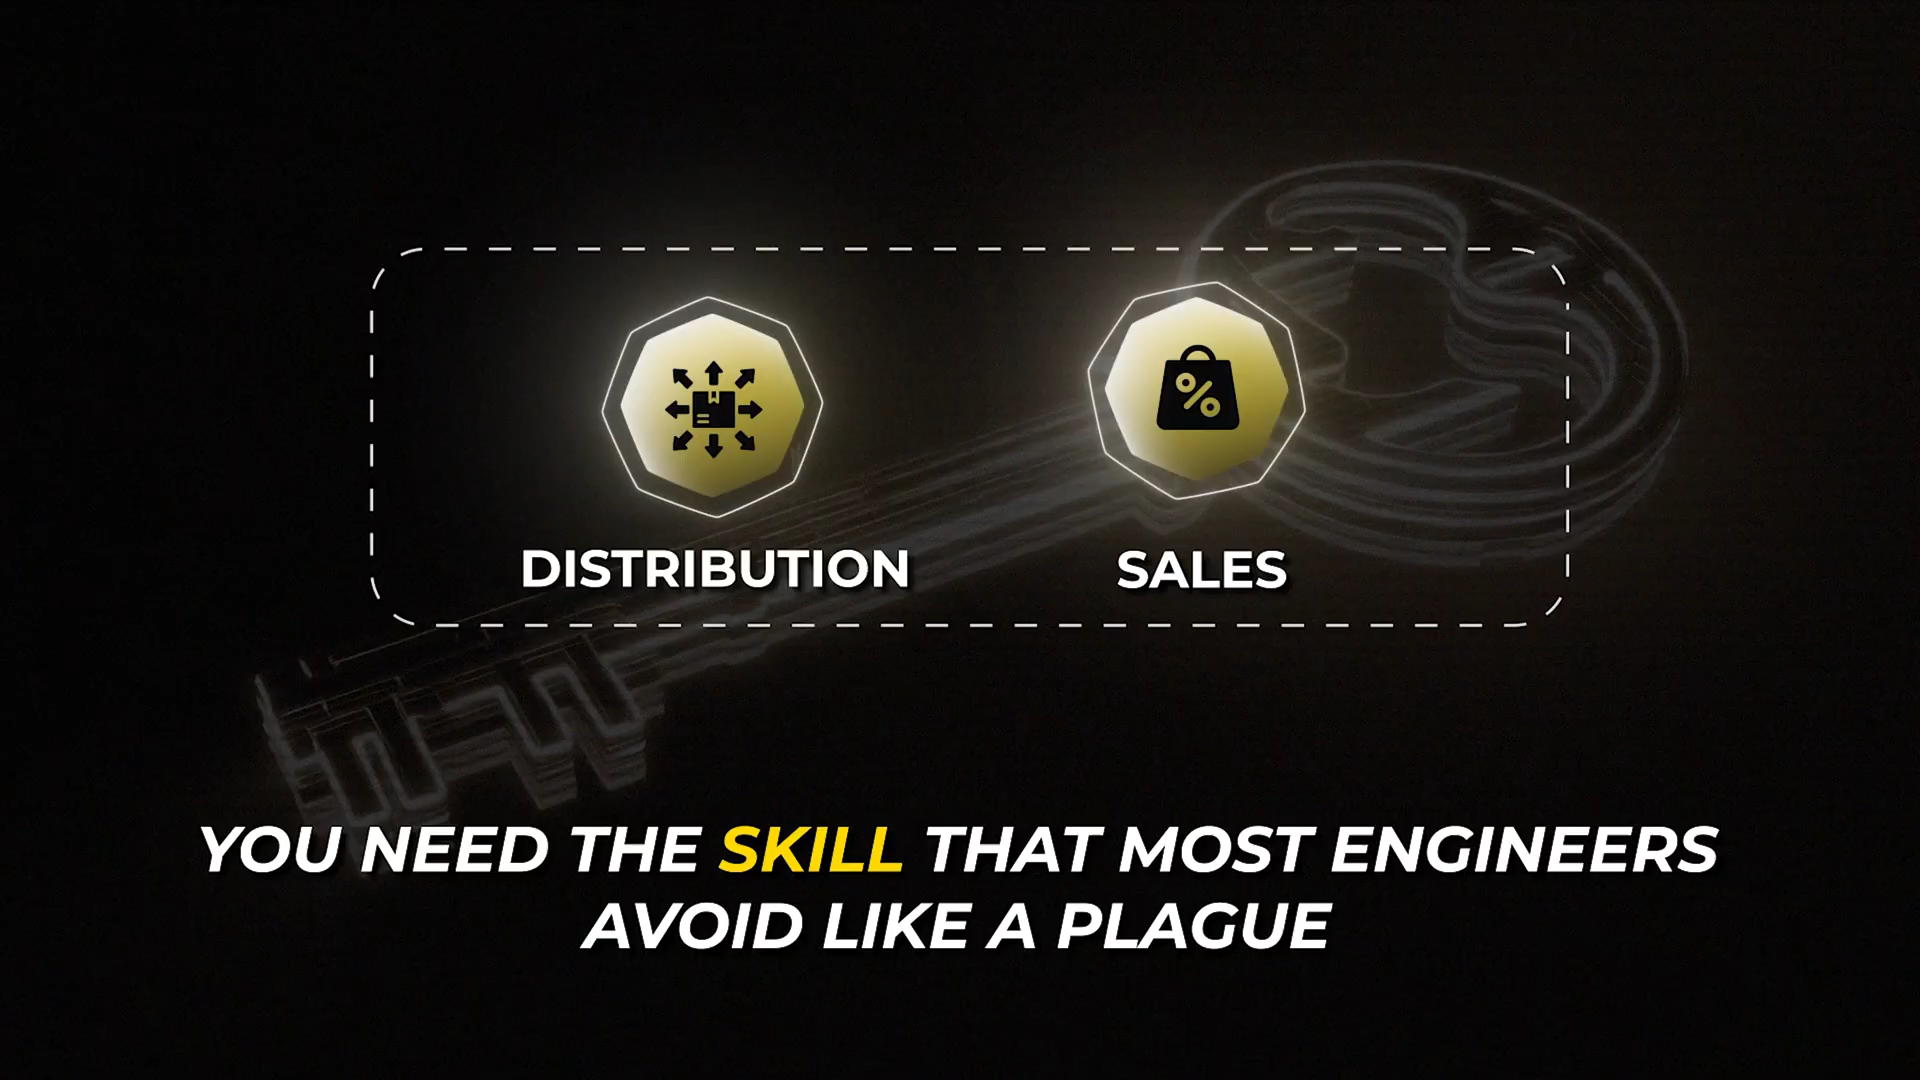 DISTRIBUTION
SALES
YOU NEED THE SKILL THAT MOST ENGINEERS
AVOID LIKE A PLAGUE